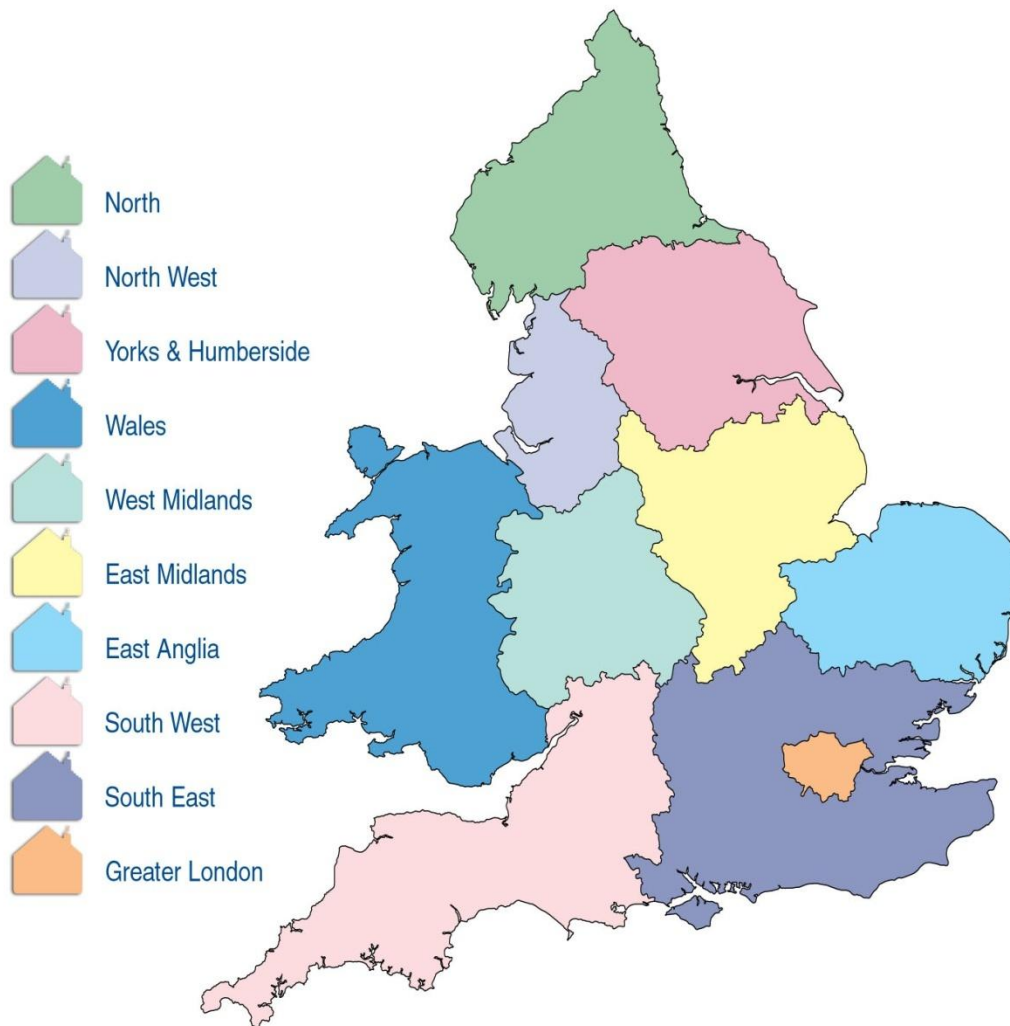 North
North West
Yorks & Humberside
Wales
West Midlands
East Midlands
East Anglia
South West
South East
Greater London